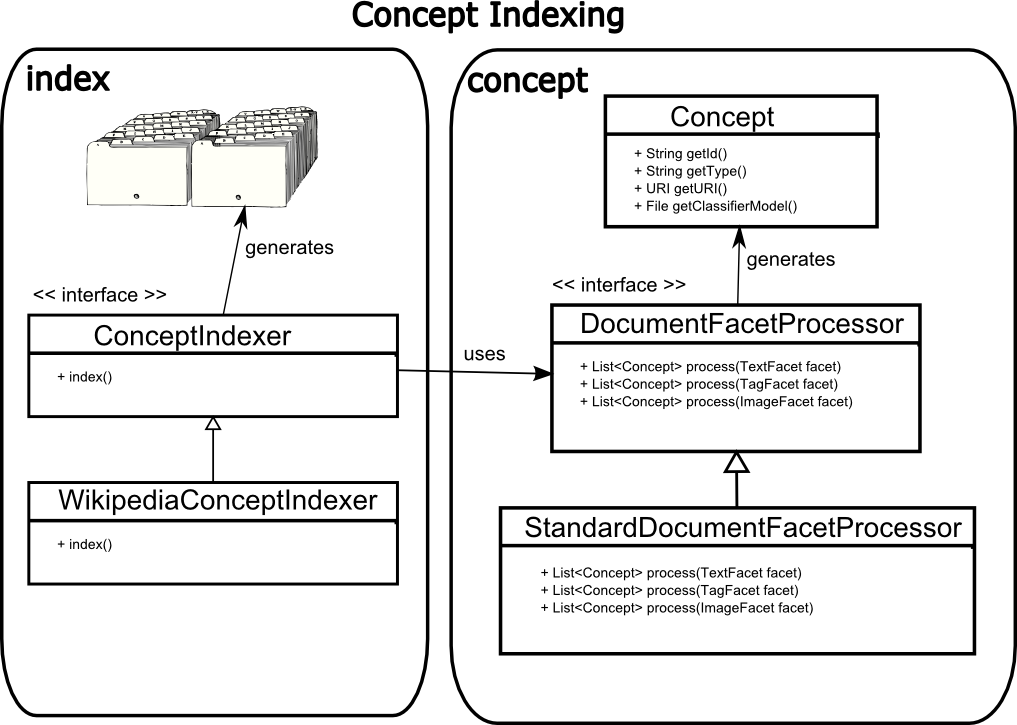 Concept Indexing
index
generates
<< interface >>
ConceptIndexer
+ index()
WikipediaConceptIndexer
+ index()
uses
concept
Concept
+ String getId()
+ String getType()
+ URI getURI()
+ File getClassifierModel()
generates
<< interface >>
DocumentFacetProcessor
+ List<Concept> process(TextFacet facet)
+ List<Concept> process(TagFacet facet)
+ List<Concept> process(ImageFacet facet)
StandardDocumentFacetProcessor
+ List<Concept> process(TextFacet facet)
+ List<Concept> process(TagFacet facet)
+ List<Concept> process(ImageFacet facet)